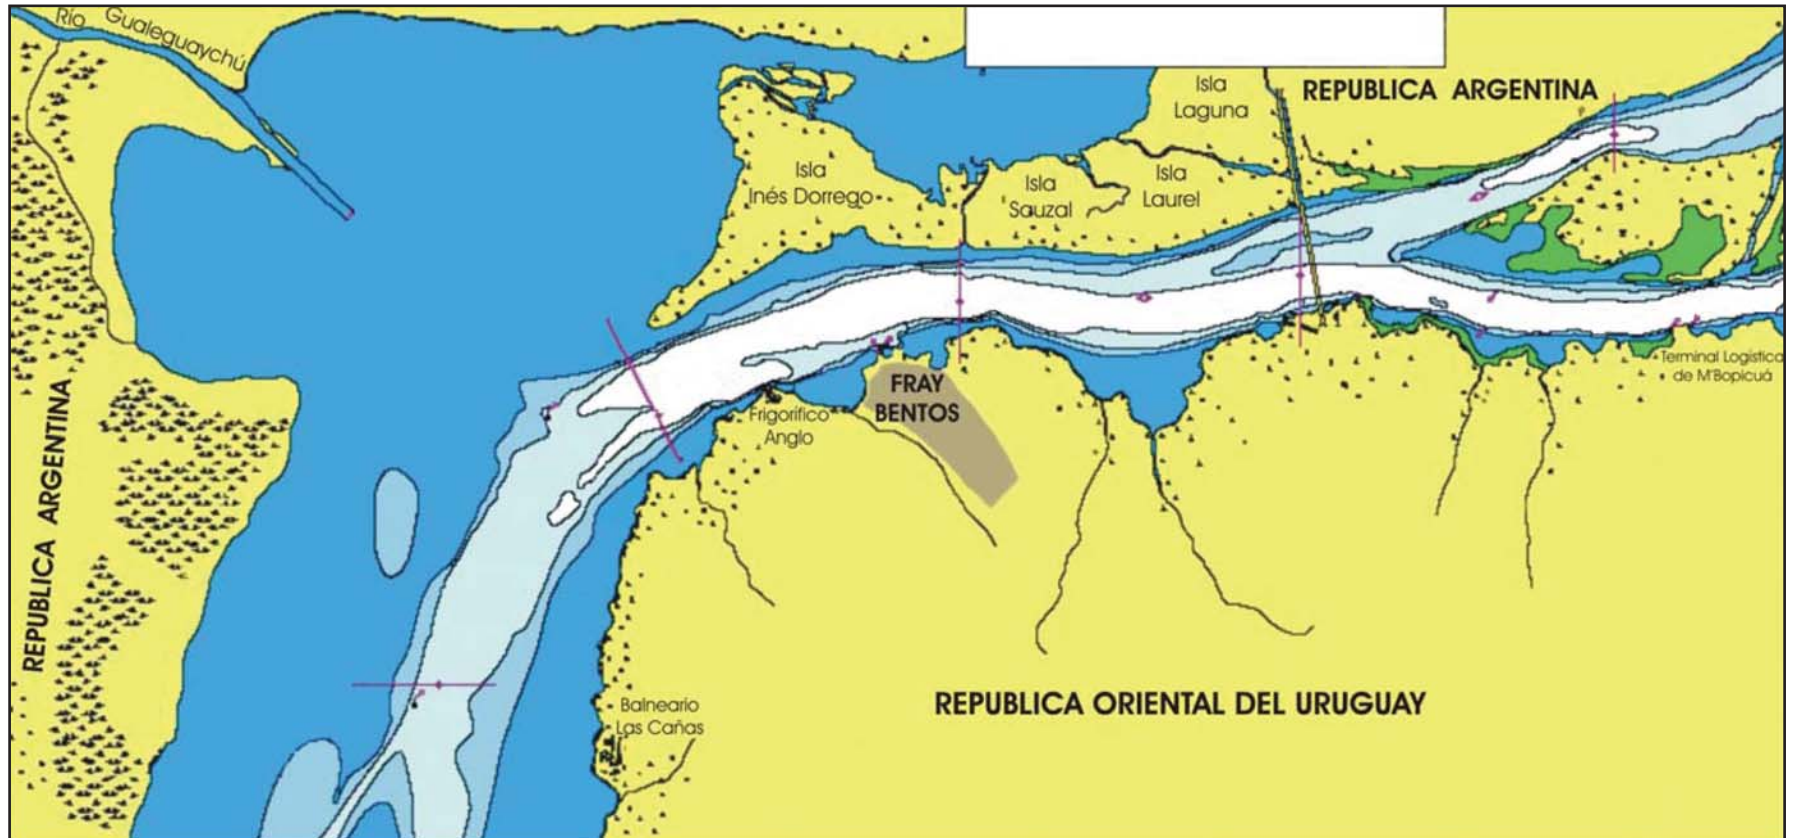 Río Gualeguaychú
Isla
Laguna
REPUBLICA ARGENTINA
Isla
Inés Dorrego
Isla
Sauzal
Isla
Laurel
Terminal Logística
de M'Bopicuá
FRAY
BENTOS
Frigorífico
Anglo
REPUBLICA ARGENTINA
REPUBLICA ORIENTAL DEL URUGUAY
Balneario
Las Cañas